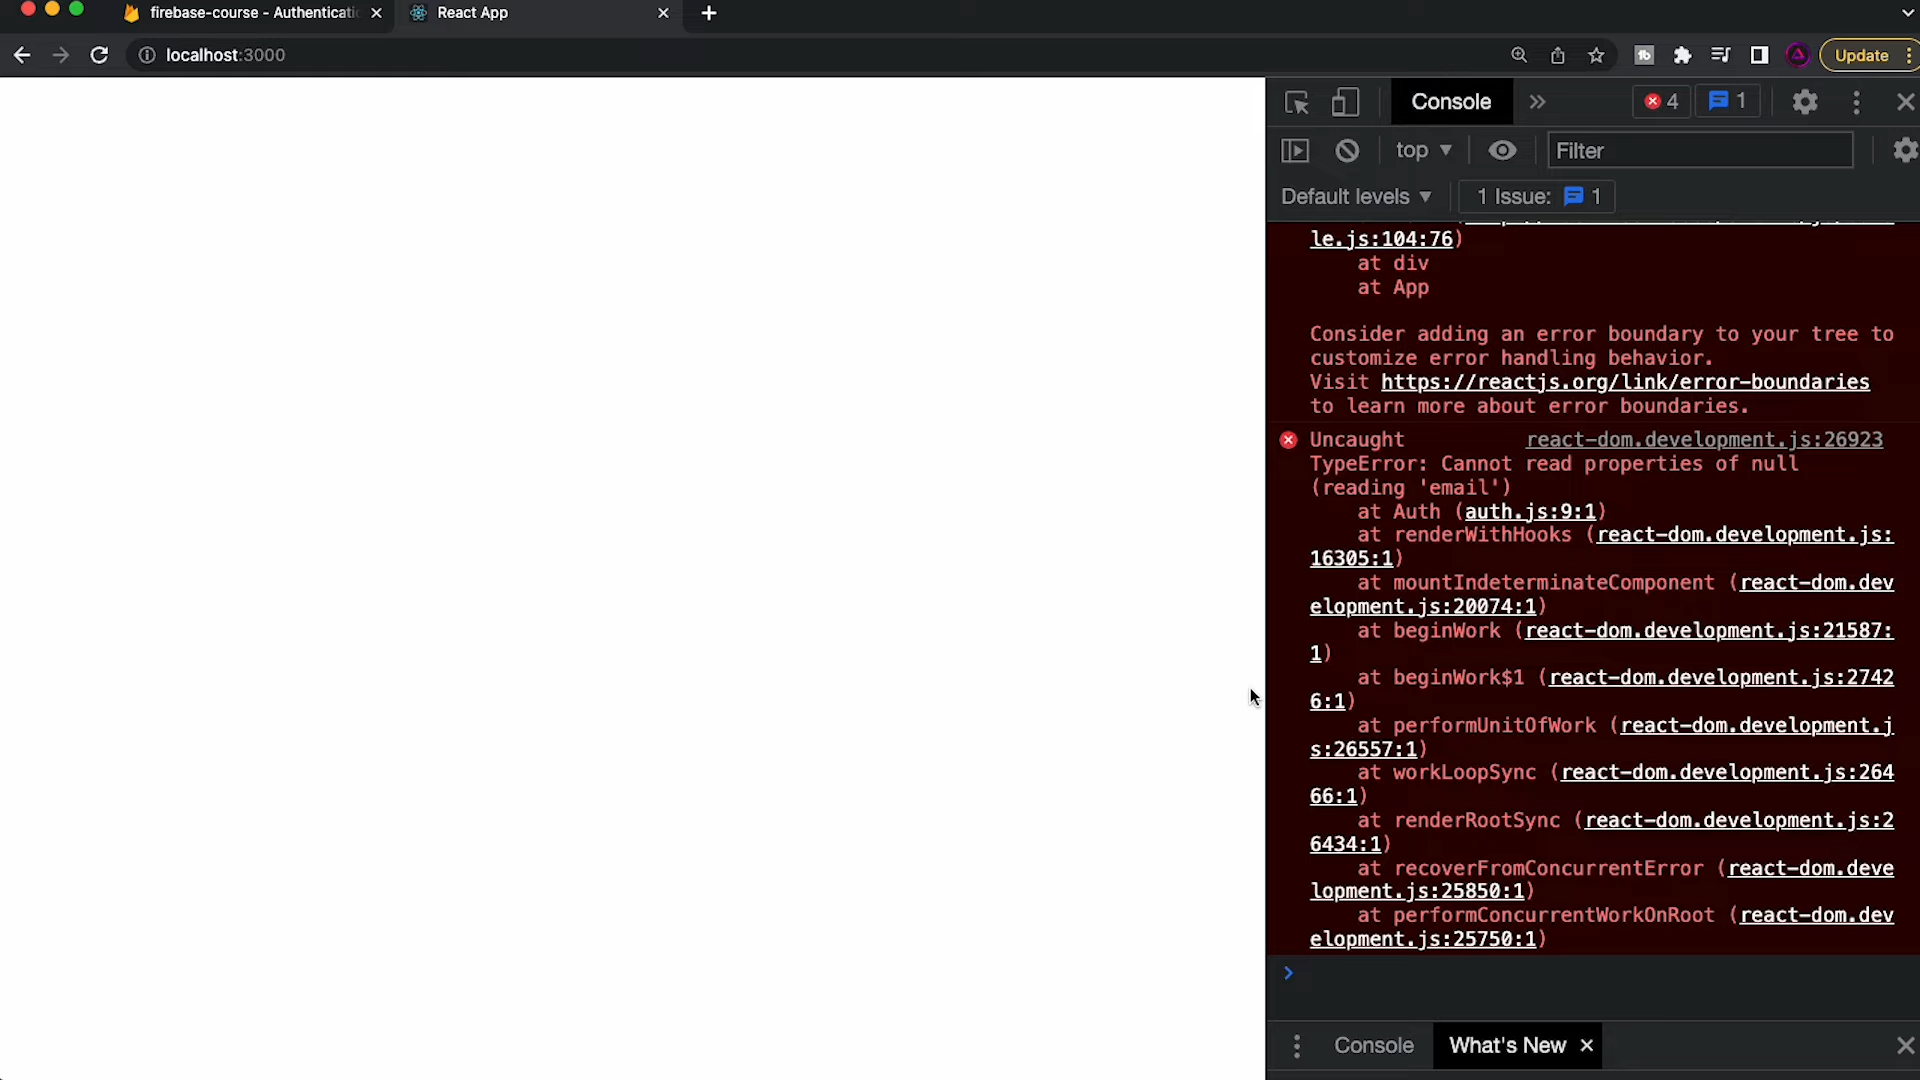 firebase-course - Authenticatio
React App
localhost:3000
Update
Console
4
1
top
Filter
Default levels
1 Issue:
1
le.js:104:76)
at div
at App
Consider adding an error boundary to your tree to
customize error handling behavior.
Visit https://reactjs.org/link/error-boundaries
to learn more about error boundaries.
Uncaught react-dom.development.js:26923
TypeError: Cannot read properties of null
(reading 'email')
at Auth (auth.js:9:1)
at renderWithHooks (react-dom.development.js:
16305:1)
at mountIndeterminateComponent (react-dom.dev
elopment.js:20074:1)
at beginWork (react-dom.development.js:21587:
1)
at beginWork$1 (react-dom.development.js:2742
6:1)
at performUnitOfWork (react-dom.development.j
s:26557:1)
at workLoopSync (react-dom.development.js:264
66:1)
at renderRootSync (react-dom.development.js:2
6434:1)
at recoverFromConcurrentError (react-dom.deve
lopment.js:25850:1)
at performConcurrentWorkOnRoot (react-dom.dev
elopment.js:25750:1)
Console
What's New